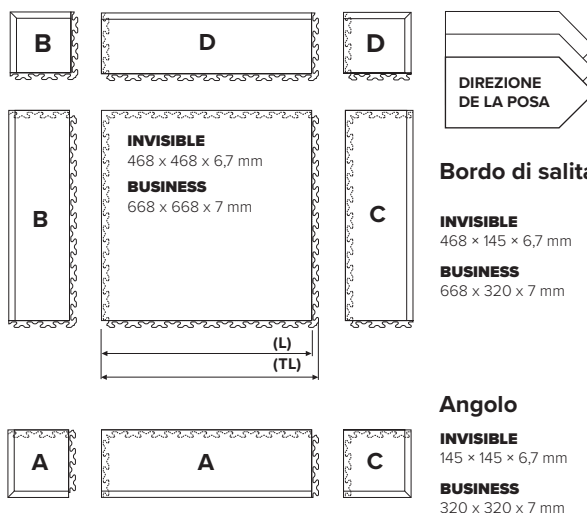 B
D
D
DIREZIONE
DE LA POSA
INVISIBLE
468 x 468 x 6,7 mm
BUSINESS
668 x 668 x 7 mm
B
C
Bordo di salita
INVISIBLE
468 × 145 × 6,7 mm
BUSINESS
668 x 320 x 7 mm
(L)
(TL)
A
A
C
Angolo
INVISIBLE
145 × 145 × 6,7 mm
BUSINESS
320 x 320 x 7 mm